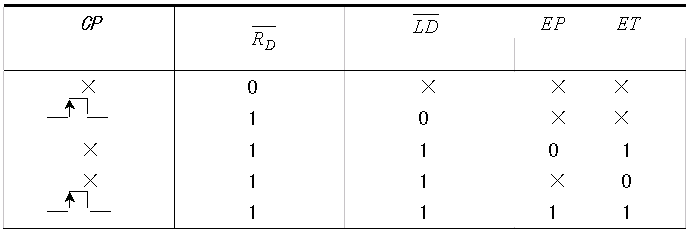 CP R̅D̅ L̅D̅ EP ET
× 0 × × ×
1 0 × ×
× 1 1 0 1
× 1 1 × 0
1 1 1 1